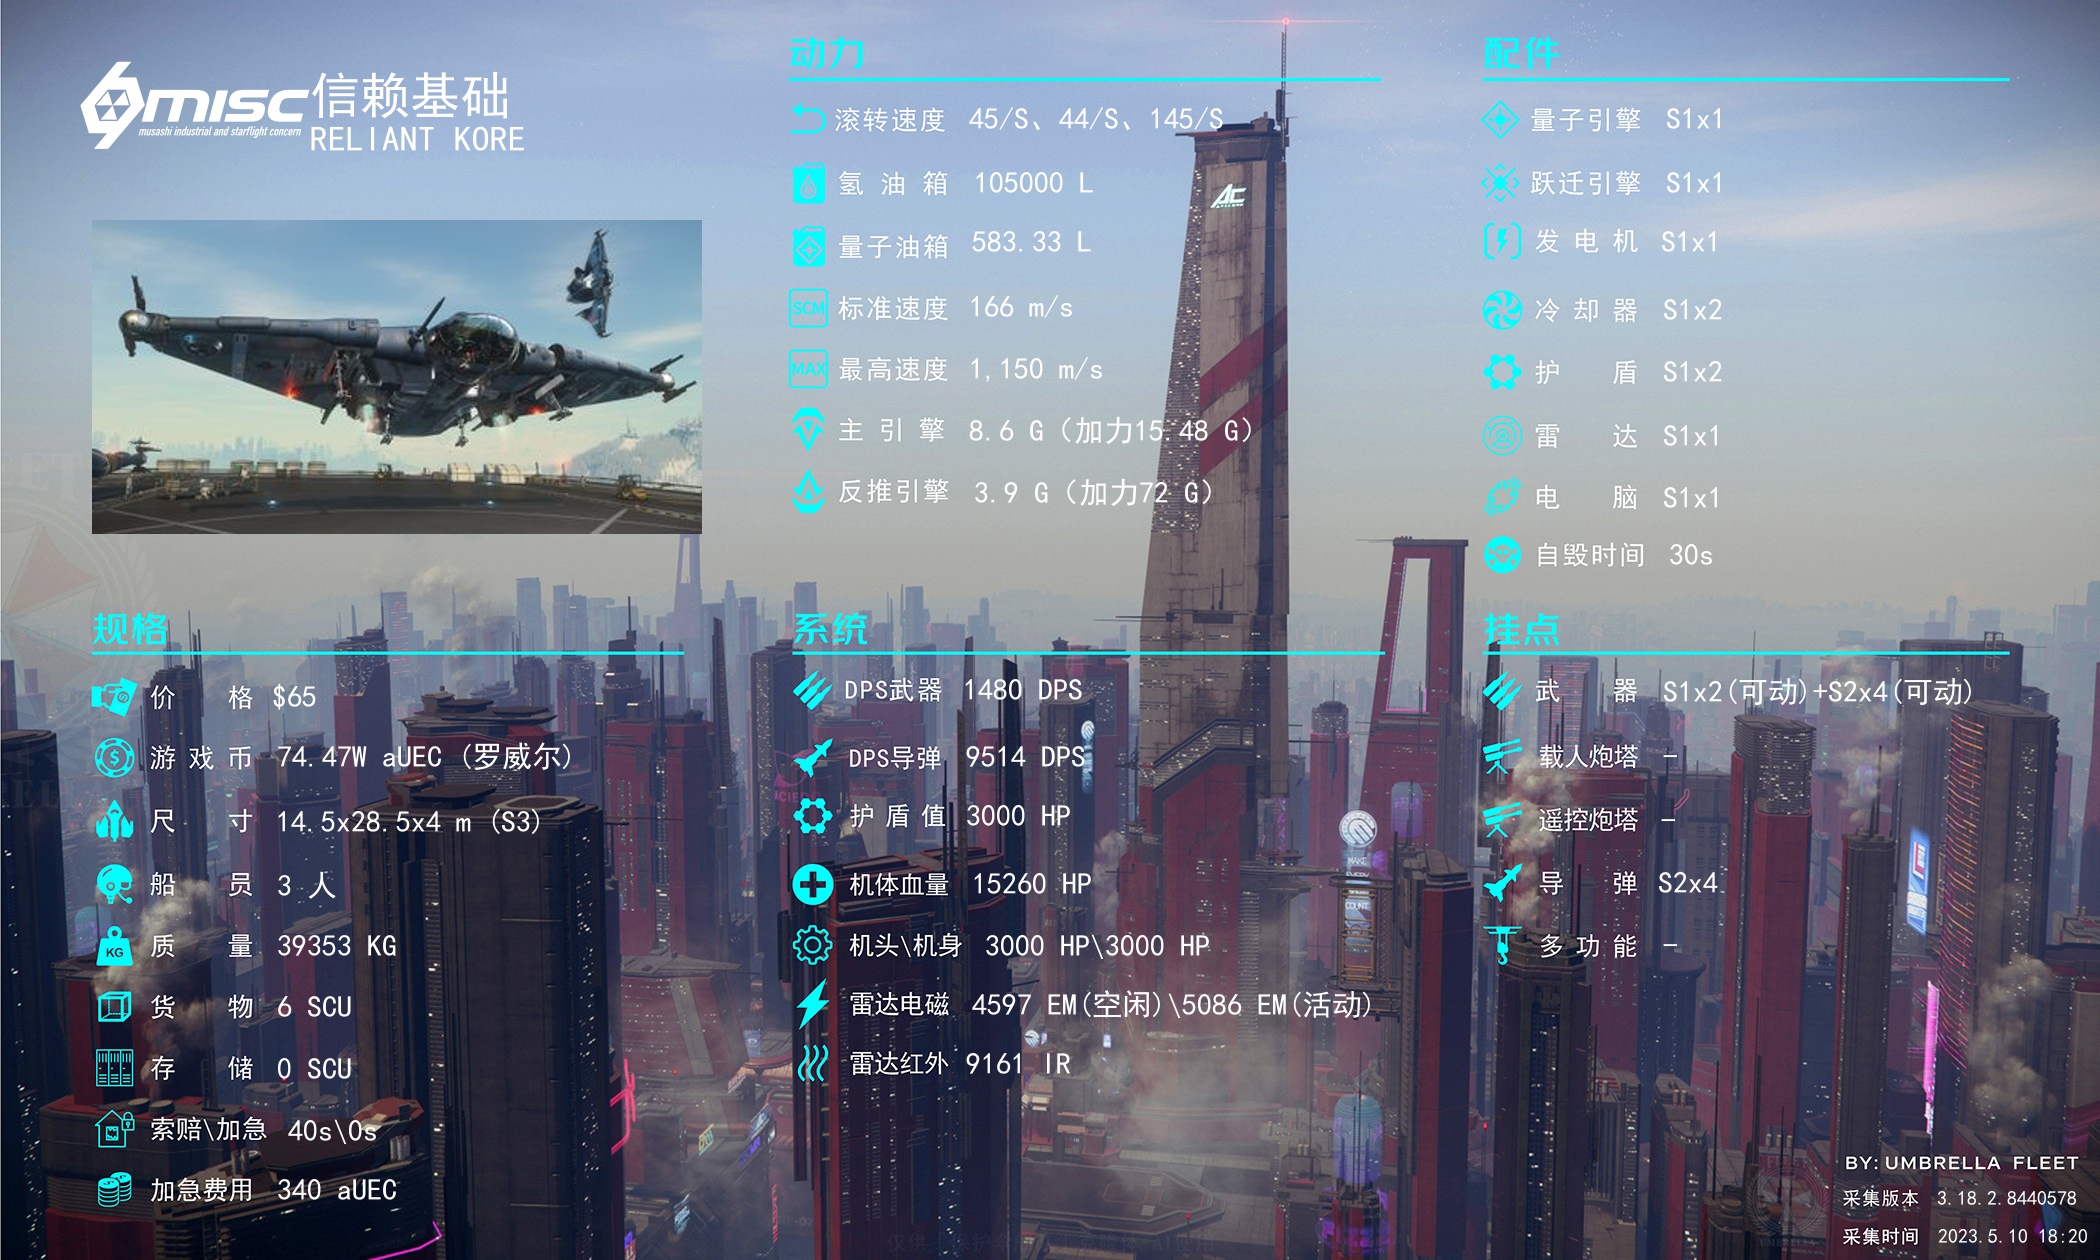 MISC
musashi industrial and starflight concern
信赖基础
RELIANT KORE
动力
滚转速度 45/S、44/S、145/S
氢油箱 105000 L
量子油箱 583.33 L
SCM 标准速度 166 m/s
MAX 最高速度 1,150 m/s
主引擎 8.6 G（加力15.48 G）
反推引擎 3.9 G（加力72 G）
配件
量子引擎 S1x1
跃迁引擎 S1x1
发电机 S1x1
冷却器 S1x2
护盾 S1x2
雷达 S1x1
电脑 S1x1
自毁时间 30s
规格
价格 $65
游戏币 74.47W aUEC (罗威尔)
尺寸 14.5x28.5x4 m (S3)
船员 3 人
KG 质量 39353 KG
货物 6 SCU
存储 0 SCU
索赔\加急 40s\0s
加急费用 340 aUEC
系统
DPS武器 1480 DPS
DPS导弹 9514 DPS
护盾值 3000 HP
机体血量 15260 HP
机头\机身 3000 HP\3000 HP
雷达电磁 4597 EM(空闲)\5086 EM(活动)
雷达红外 9161 IR
挂点
武器 S1x2(可动)+S2x4(可动)
载人炮塔 -
遥控炮塔 -
导弹 S2x4
多功能 -
AC
MAKE
EVERY
COUNT
BY: UMBRELLA FLEET
采集版本 3.18.2.8440578
采集时间 2023.5.10 18:20